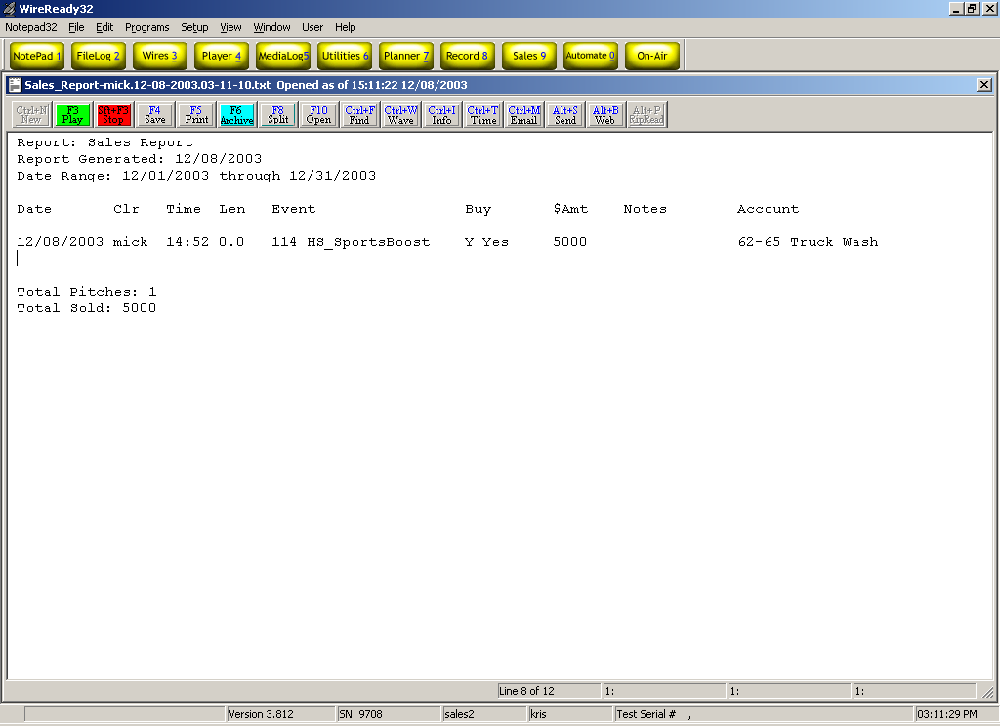 WireReady32
Notepad32 File Edit Programs Setup View Window User Help
NotePad 1 FileLog 2 Wires 3 Player 4 MediaLog5 Utilities 6 Planner 7 Record 8 Sales 9 Automate 0 On-Air
Sales_Report-mick.12-08-2003.03-11-10.txt Opened as of 15:11:22 12/08/2003
Ctrl+N F3 Srt+F3 F4 F5 F6 F8 F10 Ctrl+F Ctrl+W Ctrl+I Ctrl+T Ctrl+M Alt+S Alt+B Alt+P
New Play Stop Save Print Archive Split Open Find Wave Info Time Email Send Web RipRead
Report: Sales Report
Report Generated: 12/08/2003
Date Range: 12/01/2003 through 12/31/2003
Date Clr Time Len Event Buy $Amt Notes Account
12/08/2003 mick 14:52 0.0 114 HS_SportsBoost Y Yes 5000 62-65 Truck Wash
Total Pitches: 1
Total Sold: 5000
Line 8 of 12 1: 1: 1:
Version 3.812 SN: 9708 sales2 kris Test Serial # , 03:11:29 PM